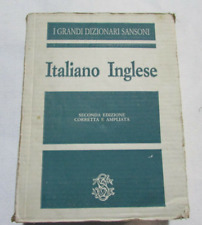 I GRANDI DIZIONARI SANSONI
Italiano Inglese
SECONDA EDIZIONE
CORRETTA E AMPLIATA